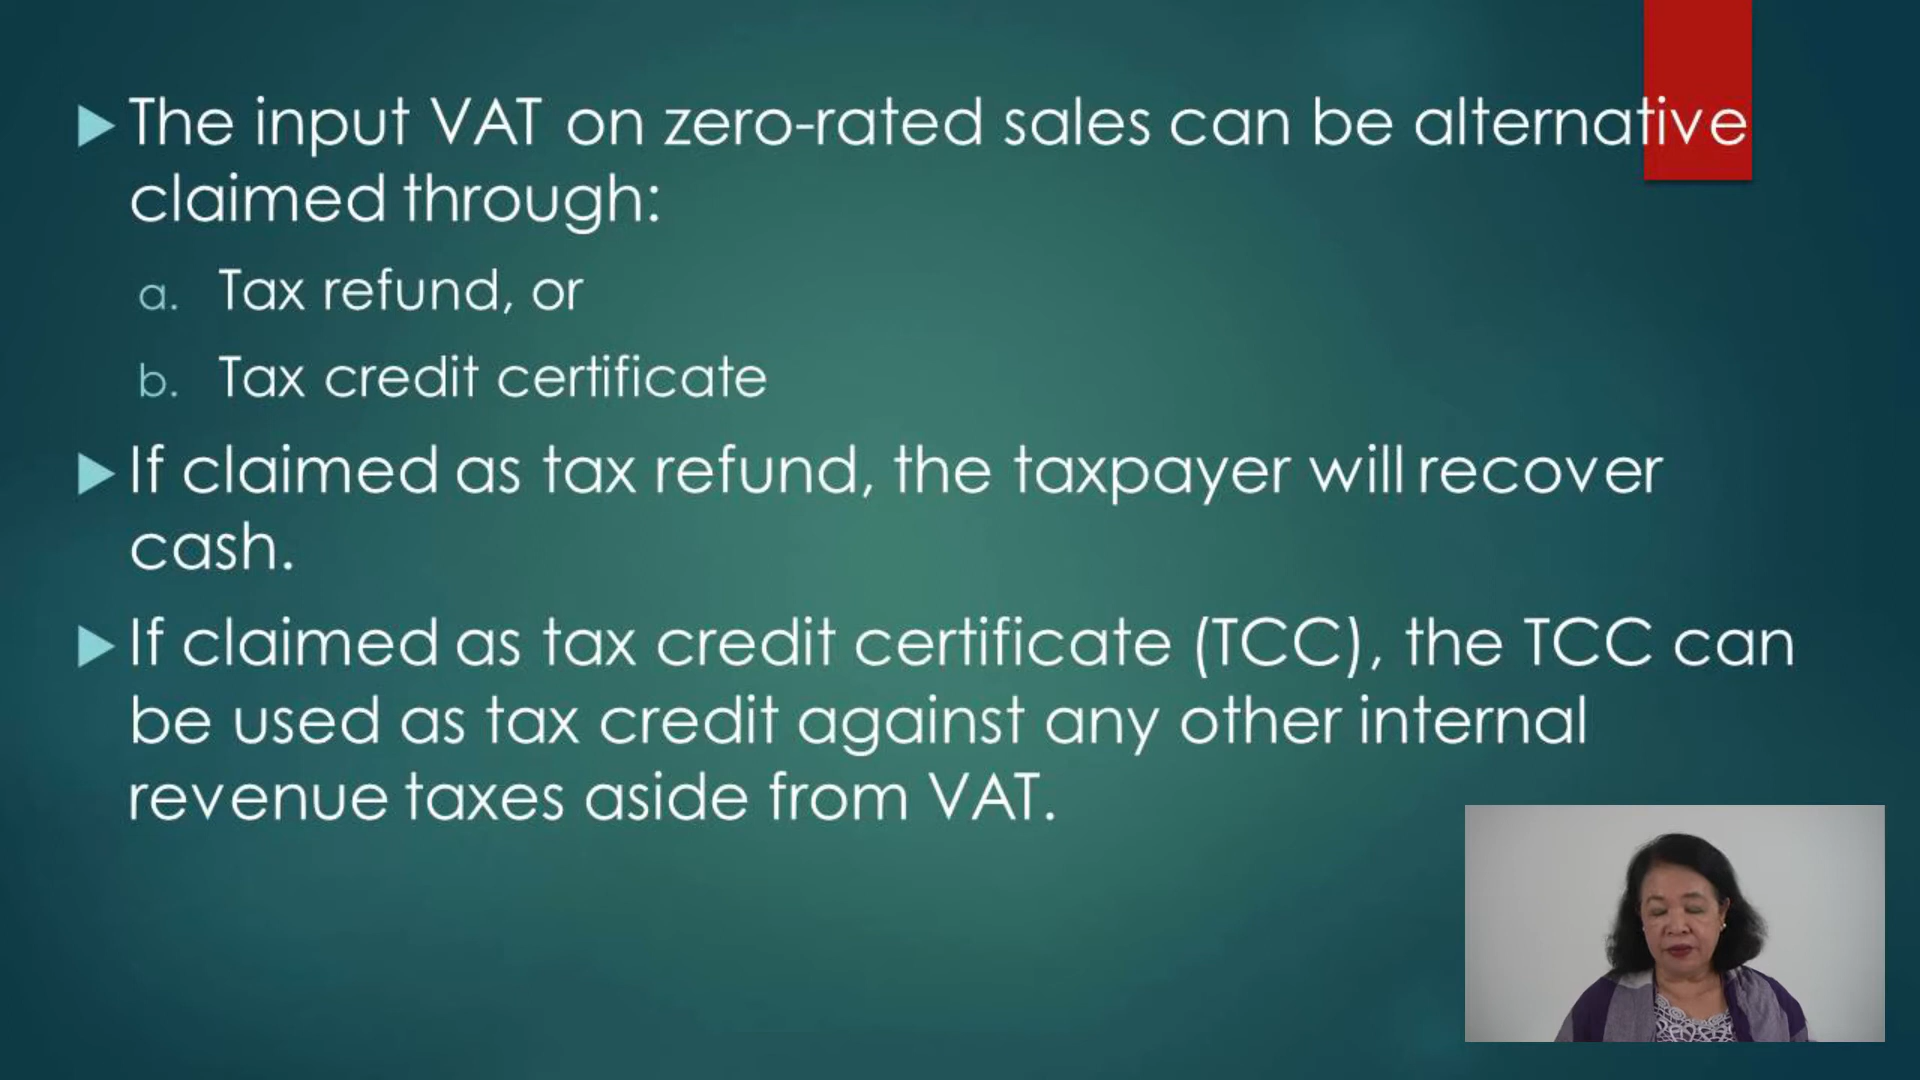 The input VAT on zero-rated sales can be alternative
claimed through:
a. Tax refund, or
b. Tax credit certificate
If claimed as tax refund, the taxpayer will recover
cash.
If claimed as tax credit certificate (TCC), the TCC can
be used as tax credit against any other internal
revenue taxes aside from VAT.